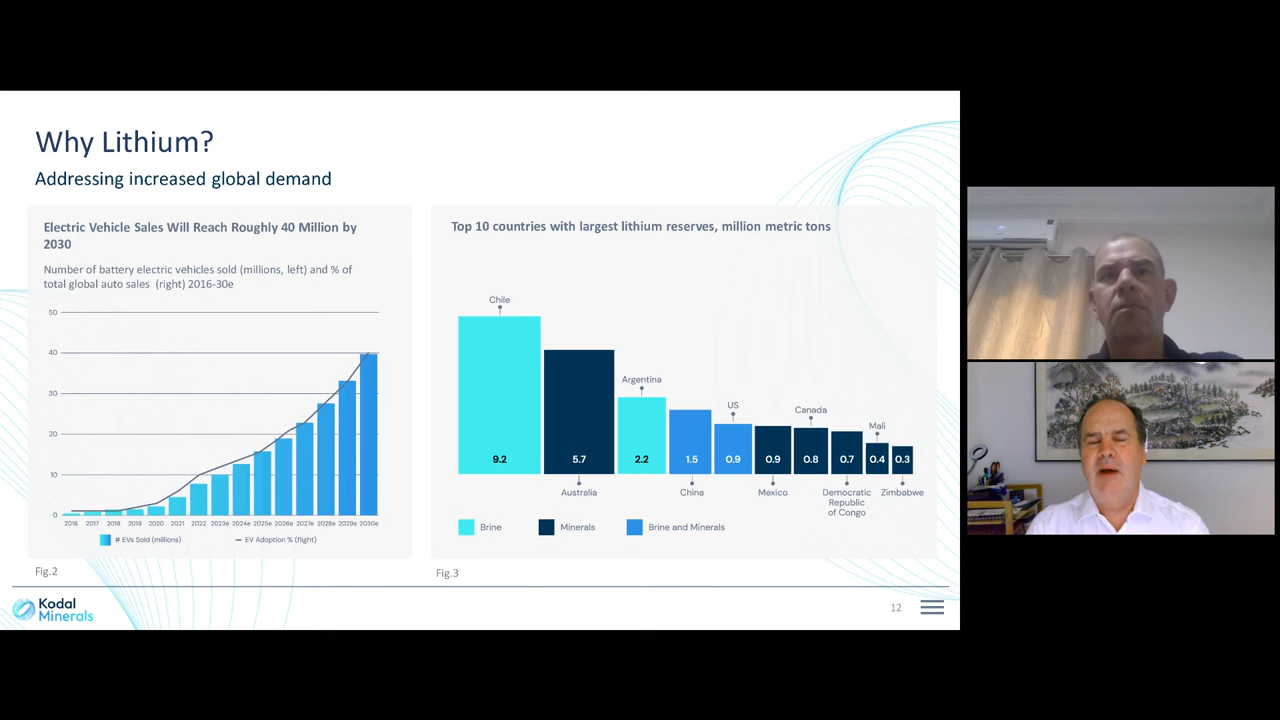 Why Lithium?
Addressing increased global demand
Electric Vehicle Sales Will Reach Roughly 40 Million by
2030
Number of battery electric vehicles sold (millions, left) and % of
total global auto sales (right) 2016-30e
50
40
30
20
10
0
2016 2017 2018 2019 2020 2021 2022 2023e 2024e 2025e 2026e 2027e 2028e 2029e 2030e
# EVs Sold (millions)
EV Adoption % (flight)
Fig.2
Top 10 countries with largest lithium reserves, million metric tons
Chile
Argentina
US
Canada
Mali
9.2 5.7 2.2 1.5 0.9 0.9 0.8 0.7 0.4 0.3
Australia
China
Mexico
Democratic
Republic
of Congo
Zimbabwe
Brine
Minerals
Brine and Minerals
Fig.3
Kodal
Minerals
12